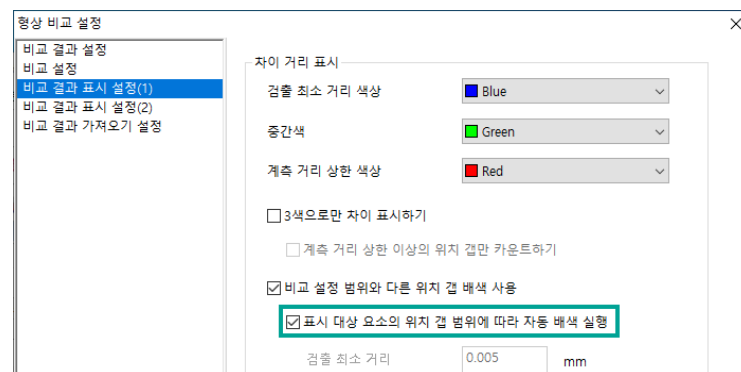 형상 비교 설정
비교 결과 설정
비교 설정
비교 결과 표시 설정(1)
비교 결과 표시 설정(2)
비교 결과 가져오기 설정
차이 거리 표시
검출 최소 거리 색상 Blue
중간색 Green
계측 거리 상한 색상 Red
3색으로만 차이 표시하기
계측 거리 상한 이상의 위치 갭만 카운트하기
비교 설정 범위와 다른 위치 갭 배색 사용
표시 대상 요소의 위치 갭 범위에 따라 자동 배색 실행
검출 최소 거리 0.005 mm